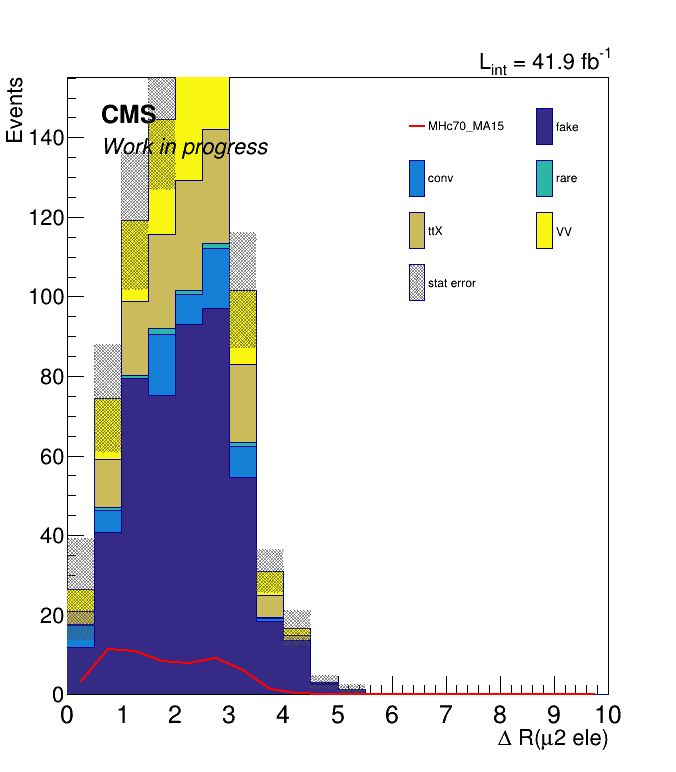 L_int = 41.9 fb^-1
Events
CMS
Work in progress
MHc70_MA15
fake
conv
rare
ttX
VV
stat error
140
120
100
80
60
40
20
0
0 1 2 3 4 5 6 7 8 9 10
Δ R(μ2 ele)